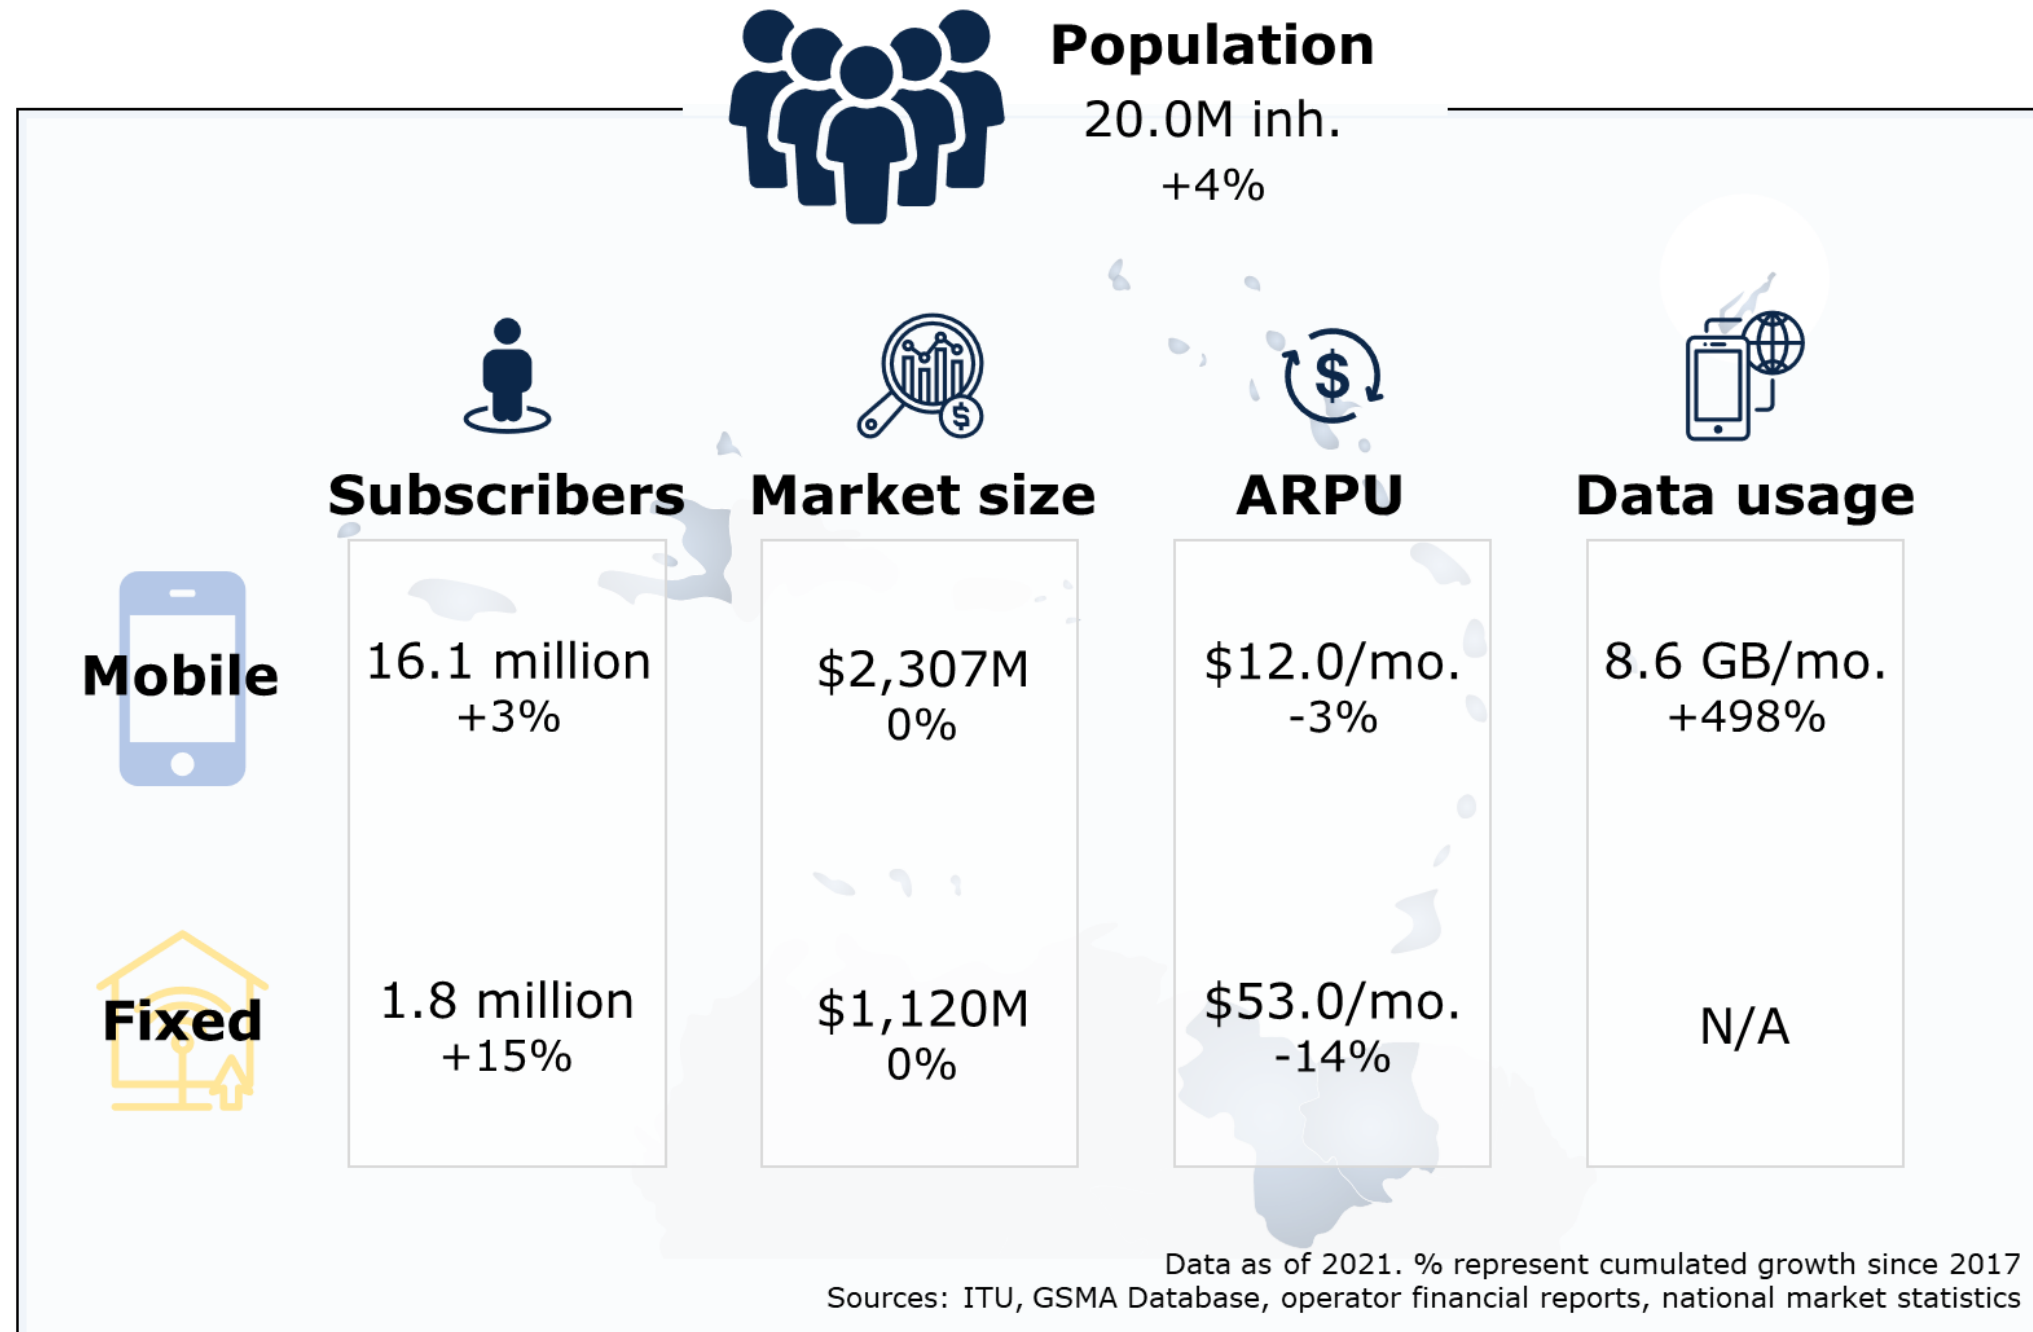 Population
20.0M inh.
+4%
Subscribers
Market size
ARPU
Data usage
Mobile
16.1 million
+3%
$2,307M
0%
$12.0/mo.
-3%
8.6 GB/mo.
+498%
Fixed
1.8 million
+15%
$1,120M
0%
$53.0/mo.
-14%
N/A
Data as of 2021. % represent cumulated growth since 2017
Sources: ITU, GSMA Database, operator financial reports, national market statistics